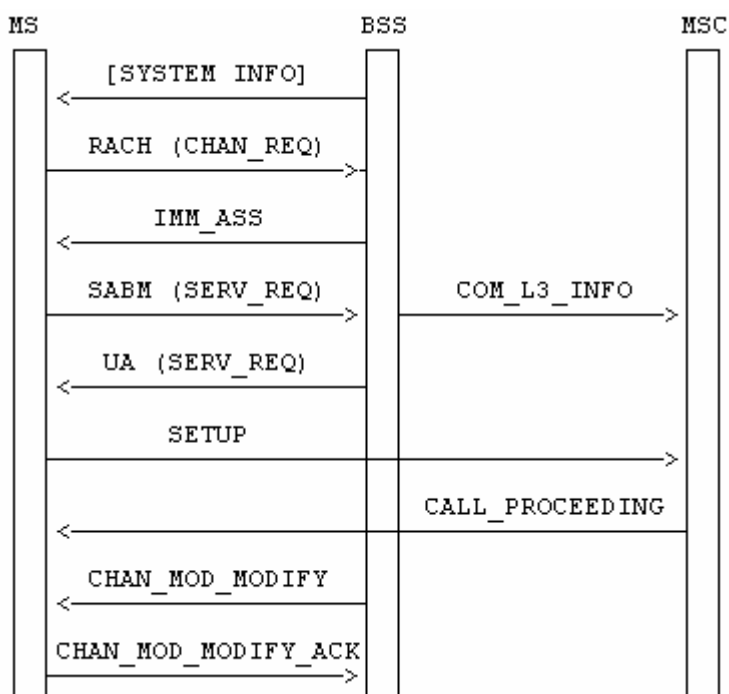 MS BSS MSC
[SYSTEM INFO]
RACH (CHAN_REQ)
IMM_ASS
SABM (SERV_REQ) COM_L3_INFO
UA (SERV_REQ)
SETUP
CALL_PROCEEDING
CHAN_MOD_MODIFY
CHAN_MOD_MODIFY_ACK